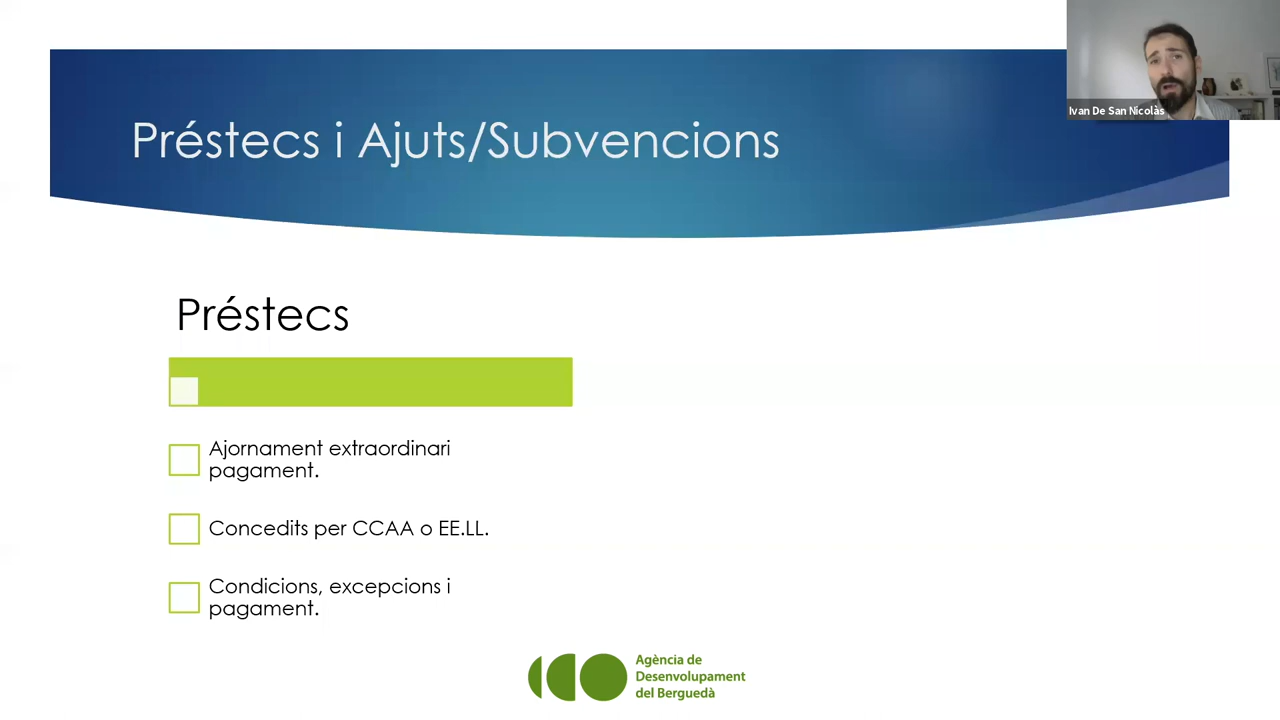 Ivan De San Nicolàs
Préstecs i Ajuts/Subvencions
Préstecs
Ajornament extraordinari
pagament.
Concedits per CCAA o EE.LL.
Condicions, excepcions i
pagament.
Agència de
Desenvolupament
del Berguedà